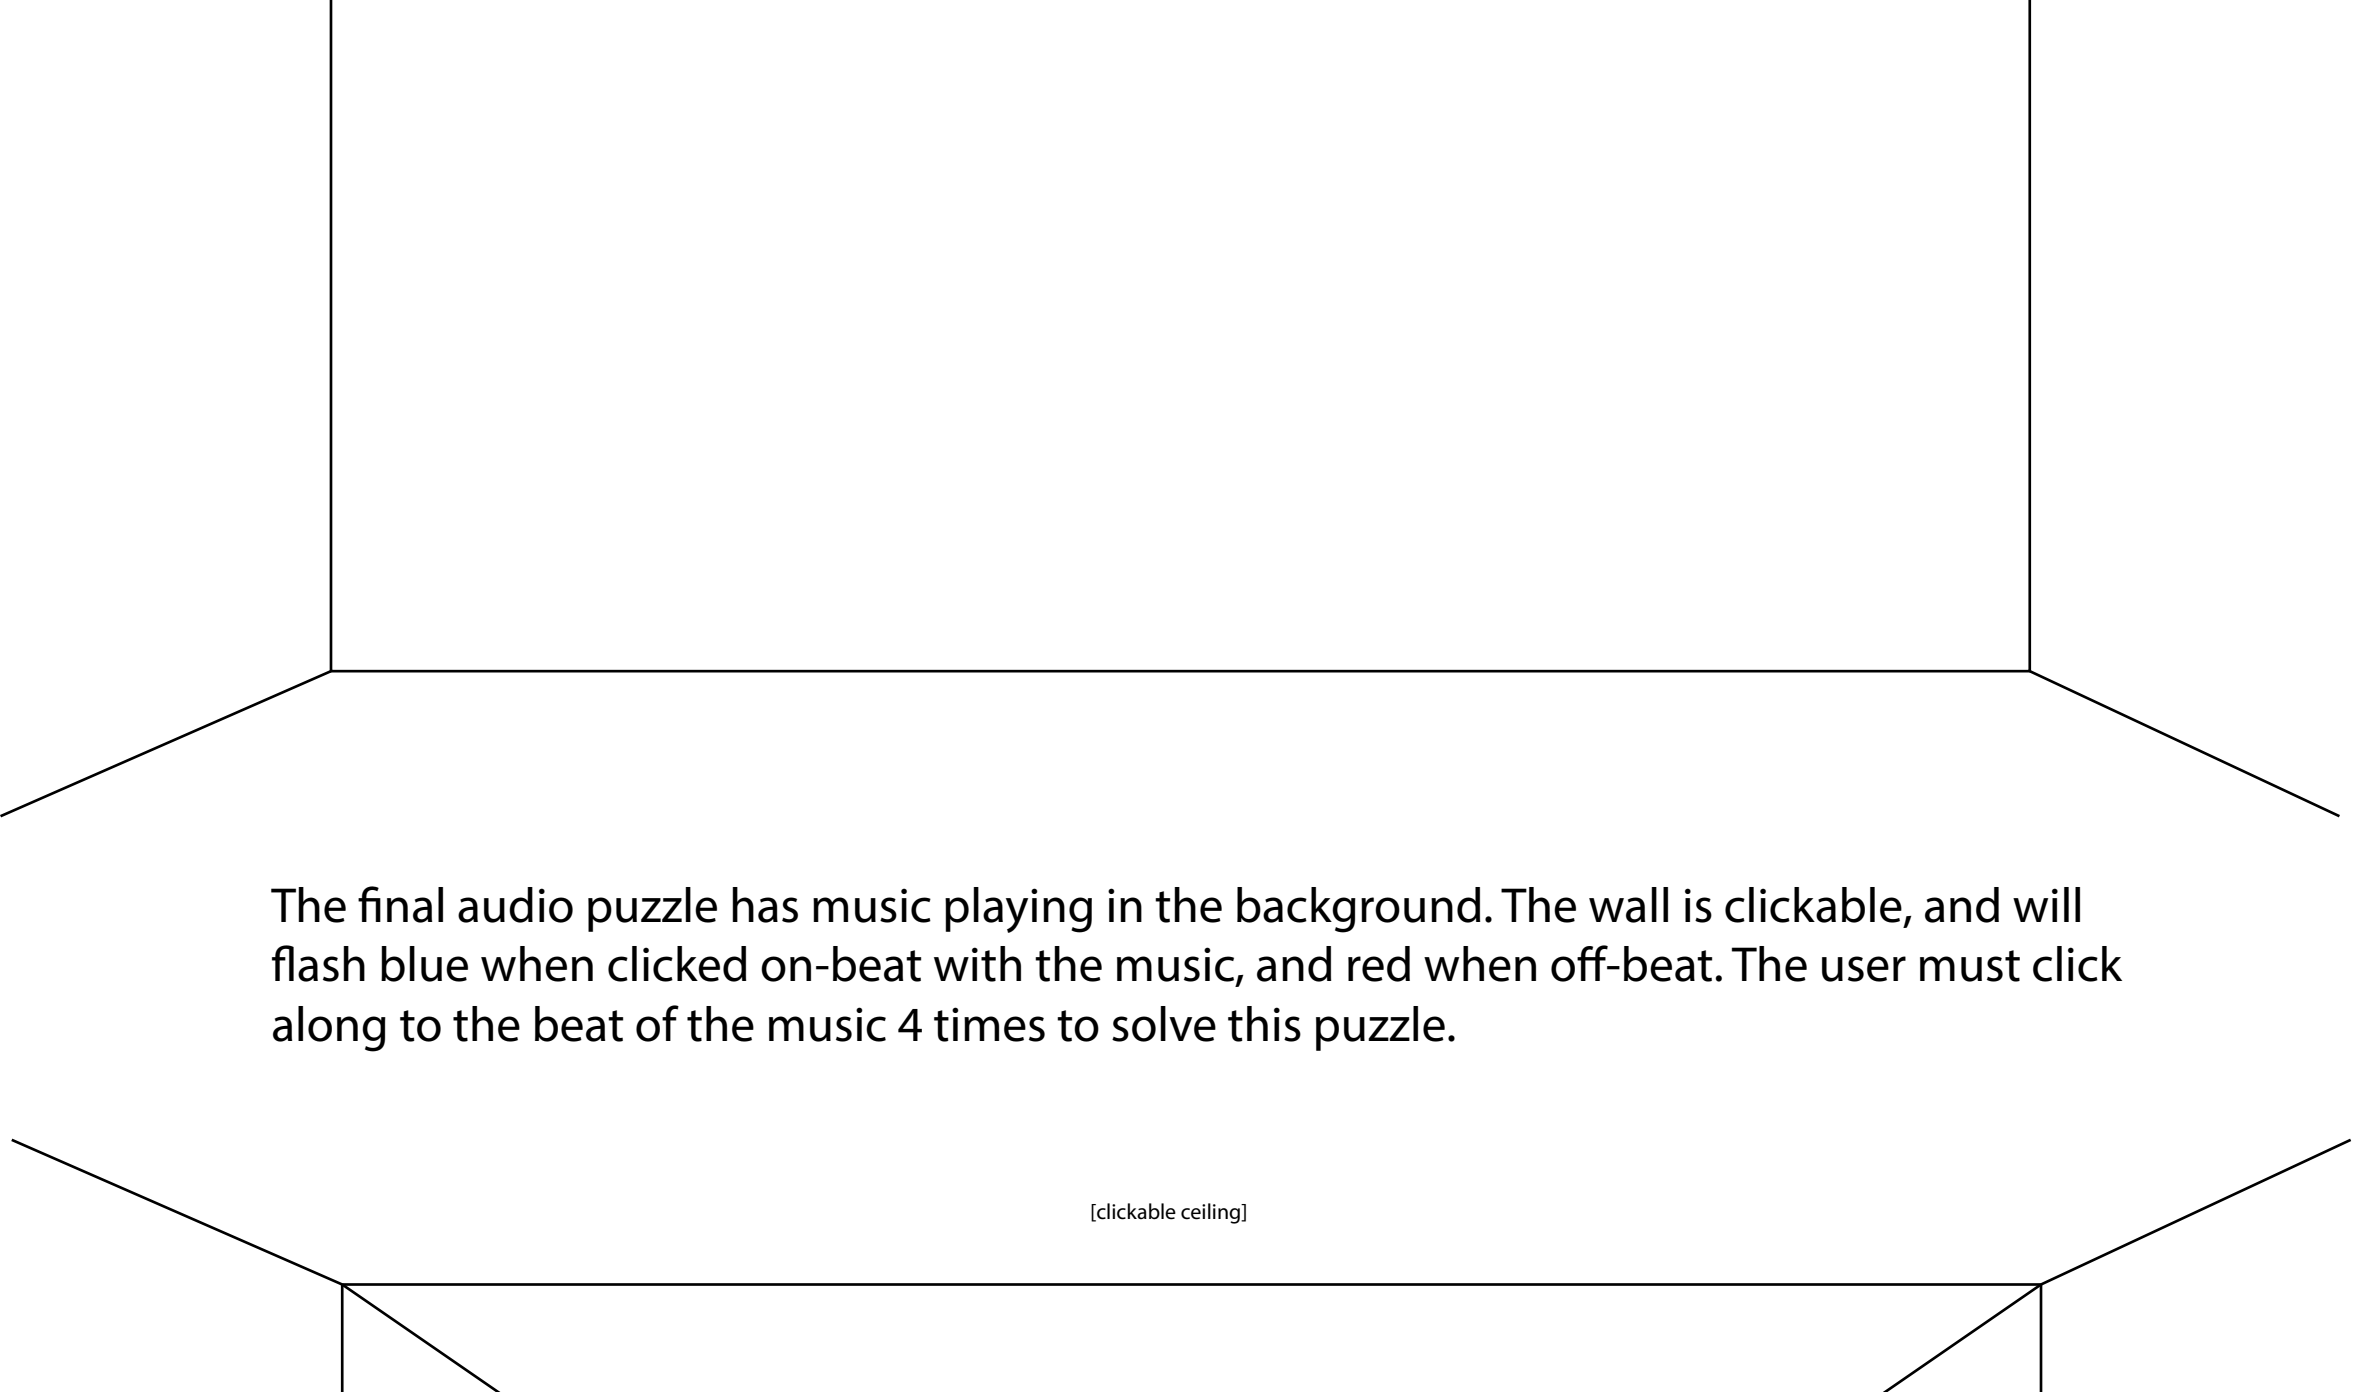 The final audio puzzle has music playing in the background. The wall is clickable, and will
flash blue when clicked on-beat with the music, and red when off-beat. The user must click
along to the beat of the music 4 times to solve this puzzle.
[clickable ceiling]